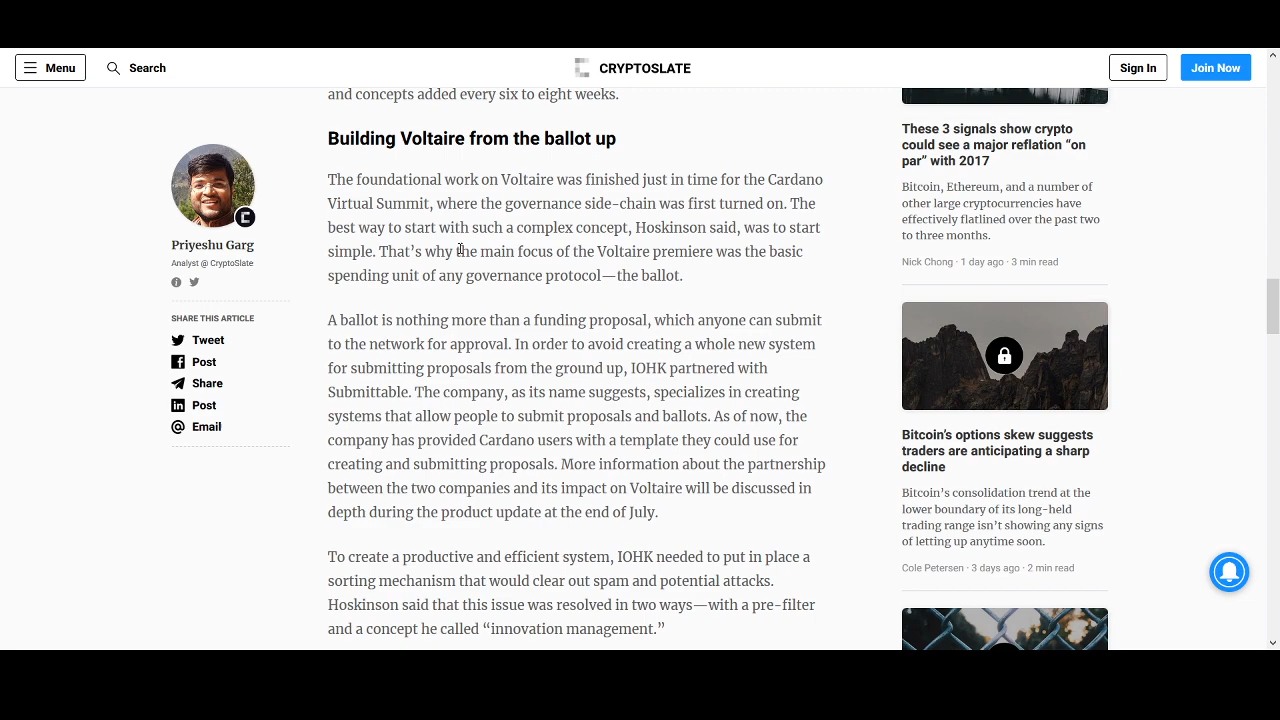 Menu
Search
CRYPTOSLATE
Sign In
Join Now
and concepts added every six to eight weeks.
Building Voltaire from the ballot up
The foundational work on Voltaire was finished just in time for the Cardano
Virtual Summit, where the governance side-chain was first turned on. The
best way to start with such a complex concept, Hoskinson said, was to start
simple. That’s why the main focus of the Voltaire premiere was the basic
spending unit of any governance protocol—the ballot.
A ballot is nothing more than a funding proposal, which anyone can submit
to the network for approval. In order to avoid creating a whole new system
for submitting proposals from the ground up, IOHK partnered with
Submittable. The company, as its name suggests, specializes in creating
systems that allow people to submit proposals and ballots. As of now, the
company has provided Cardano users with a template they could use for
creating and submitting proposals. More information about the partnership
between the two companies and its impact on Voltaire will be discussed in
depth during the product update at the end of July.
To create a productive and efficient system, IOHK needed to put in place a
sorting mechanism that would clear out spam and potential attacks.
Hoskinson said that this issue was resolved in two ways—with a pre-filter
and a concept he called “innovation management.”
Priyeshu Garg
Analyst @ CryptoSlate
SHARE THIS ARTICLE
Tweet
Post
Share
Post
Email
These 3 signals show crypto
could see a major reflation “on
par” with 2017
Bitcoin, Ethereum, and a number of
other large cryptocurrencies have
effectively flatlined over the past two
to three months.
Nick Chong · 1 day ago · 3 min read
Bitcoin’s options skew suggests
traders are anticipating a sharp
decline
Bitcoin’s consolidation trend at the
lower boundary of its long-held
trading range isn’t showing any signs
of letting up anytime soon.
Cole Petersen · 3 days ago · 2 min read